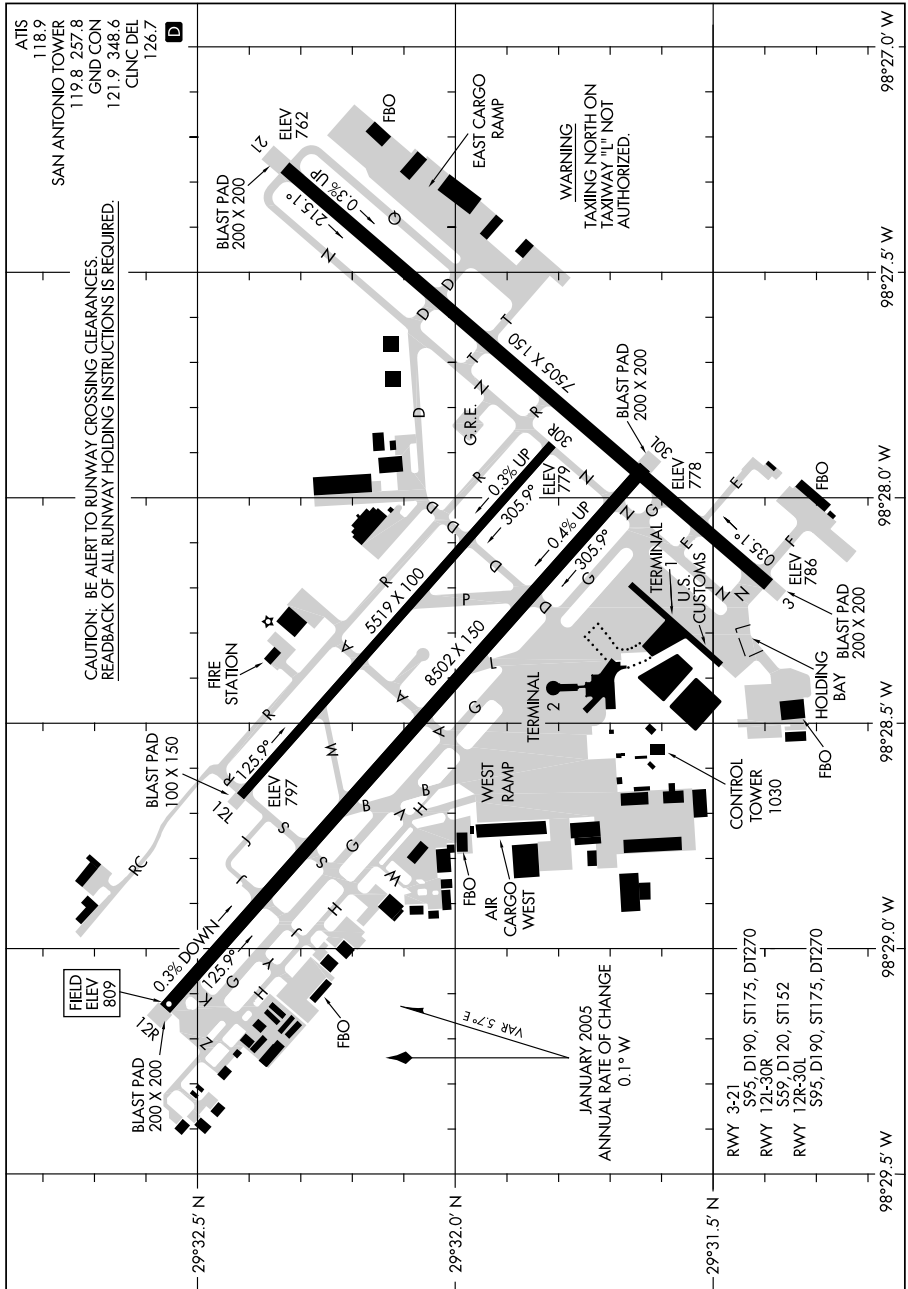 ATIS
118.9
SAN ANTONIO TOWER
119.8 257.8
GND CON
121.9 348.6
CLNC DEL
126.7
D
CAUTION: BE ALERT TO RUNWAY CROSSING CLEARANCES.
READBACK OF ALL RUNWAY HOLDING INSTRUCTIONS IS REQUIRED.
FIELD
ELEV
809
BLAST PAD
200 X 200
12R
0.3% DOWN
125.9°
RC
BLAST PAD
100 X 150
12L
125.9°
ELEV
797
R
R
R
R
FIRE
STATION
5519 X 100
8502 X 150
A
A
A
P
L
G
G
G
G
G
W
W
B
B
V
H
H
H
S
S
J
J
J
Y
K
Z
FBO
FBO
AIR
CARGO
WEST
WEST
RAMP
TERMINAL
2
TERMINAL
1
U.S.
CUSTOMS
CONTROL
TOWER
1030
HOLDING
BAY
FBO
BLAST PAD
200 X 200
3
ELEV
786
035.1°
N
N
N
N
N
N
N
E
E
F
FBO
ELEV
778
30L
BLAST PAD
200 X 200
0.4% UP
305.9°
0.3% UP
305.9°
ELEV
779
30R
R
D
D
D
D
D
D
D
G.R.E.
T
T
7505 X 150
Q
0.3% UP
215.1°
21
ELEV
762
BLAST PAD
200 X 200
FBO
EAST CARGO
RAMP
WARNING
TAXIING NORTH ON
TAXIWAY "L" NOT
AUTHORIZED.
VAR 5.7° E
JANUARY 2005
ANNUAL RATE OF CHANGE
0.1° W
RWY 3-21
S95, D190, ST175, DT270
RWY 12L-30R
S59, D120, ST152
RWY 12R-30L
S95, D190, ST175, DT270
29°32.5' N
29°32.0' N
29°31.5' N
98°29.5' W
98°29.0' W
98°28.5' W
98°28.0' W
98°27.5' W
98°27.0' W